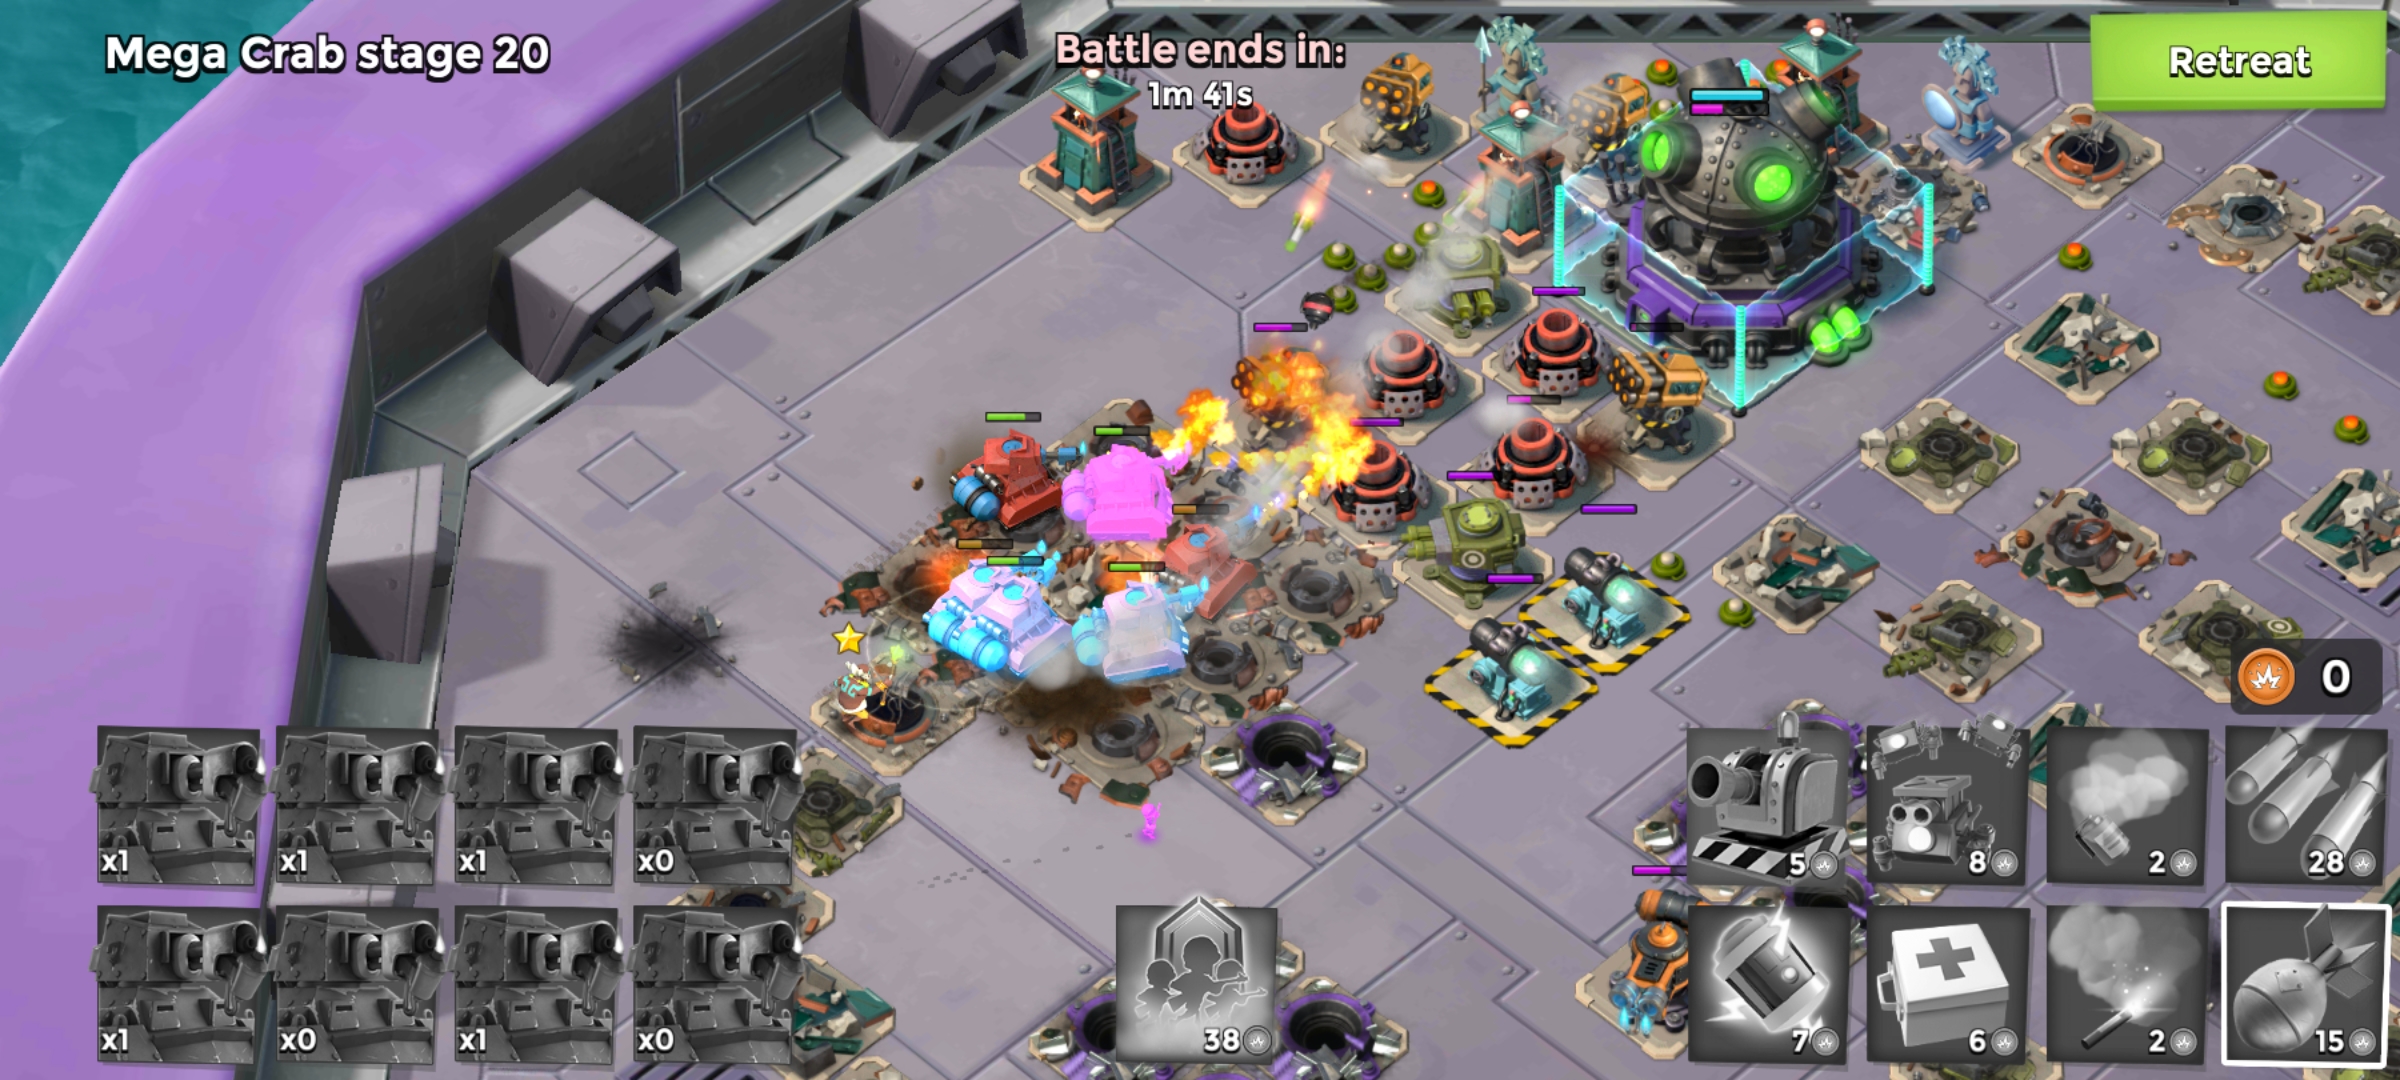 Mega Crab stage 20
Battle ends in:
1m 41s
Retreat
0
x1
x1
x1
x0
5
8
2
28
x1
x0
x1
x0
38
7
6
2
15